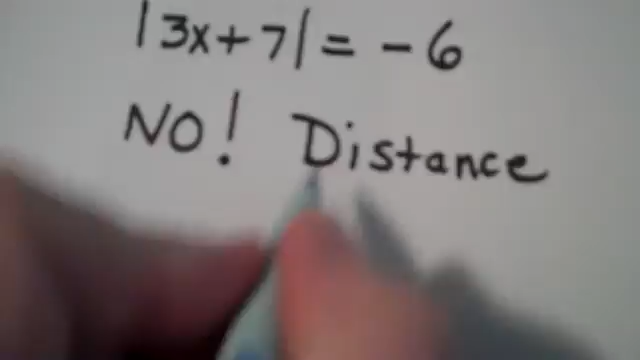 |3x+7| = -6
NO! Distance